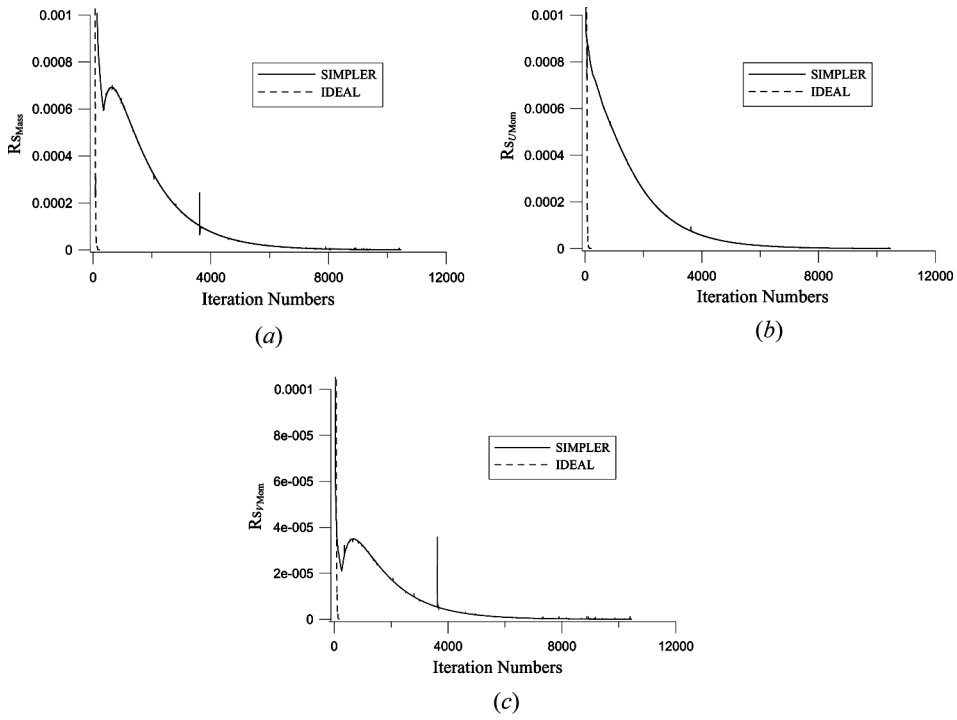 0.001
0.0008
0.0006
0.0004
0.0002
0
Rs_Mass
SIMPLER
IDEAL
0 4000 8000 12000
Iteration Numbers
(a)
0.001
0.0008
0.0006
0.0004
0.0002
0
Rs_UMom
SIMPLER
IDEAL
0 4000 8000 12000
Iteration Numbers
(b)
0.0001
8e-005
6e-005
4e-005
2e-005
0
Rs_VMom
SIMPLER
IDEAL
0 4000 8000 12000
Iteration Numbers
(c)